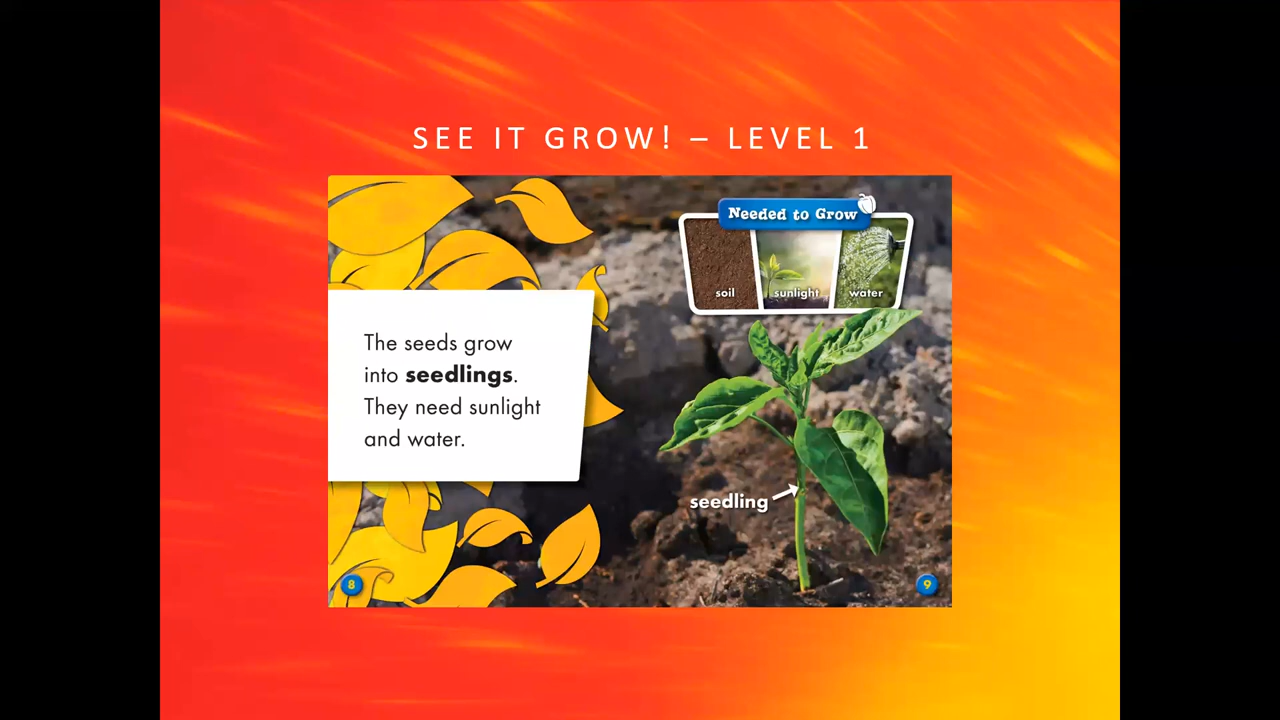 SEE IT GROW! – LEVEL 1
The seeds grow
into seedlings.
They need sunlight
and water.
8
Needed to Grow
soil
sunlight
water
seedling
9